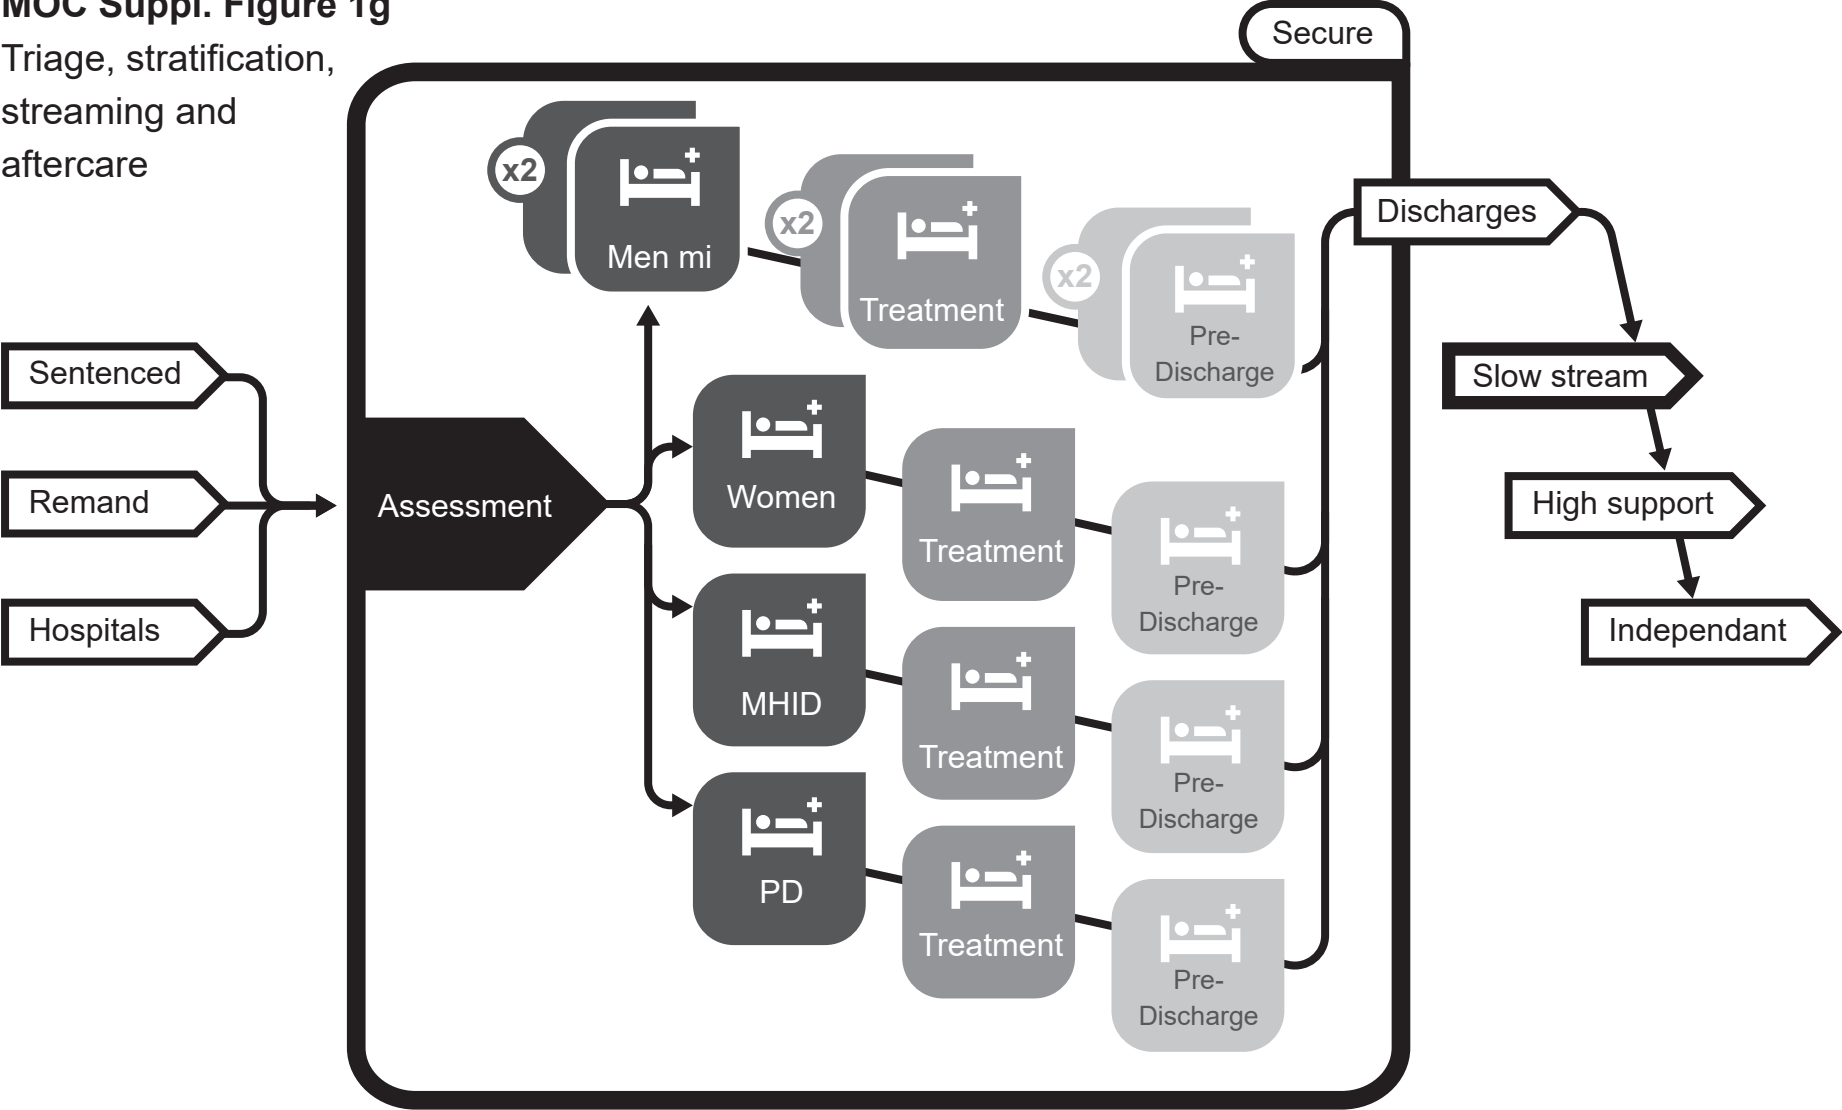 MOC Suppl. Figure 1g
Triage, stratification,
streaming and
aftercare
Secure
Sentenced
Remand
Hospitals
Assessment
x2
Men mi
x2
Treatment
x2
Pre-
Discharge
Women
Treatment
Pre-
Discharge
MHID
Treatment
Pre-
Discharge
PD
Treatment
Pre-
Discharge
Discharges
Slow stream
High support
Independant